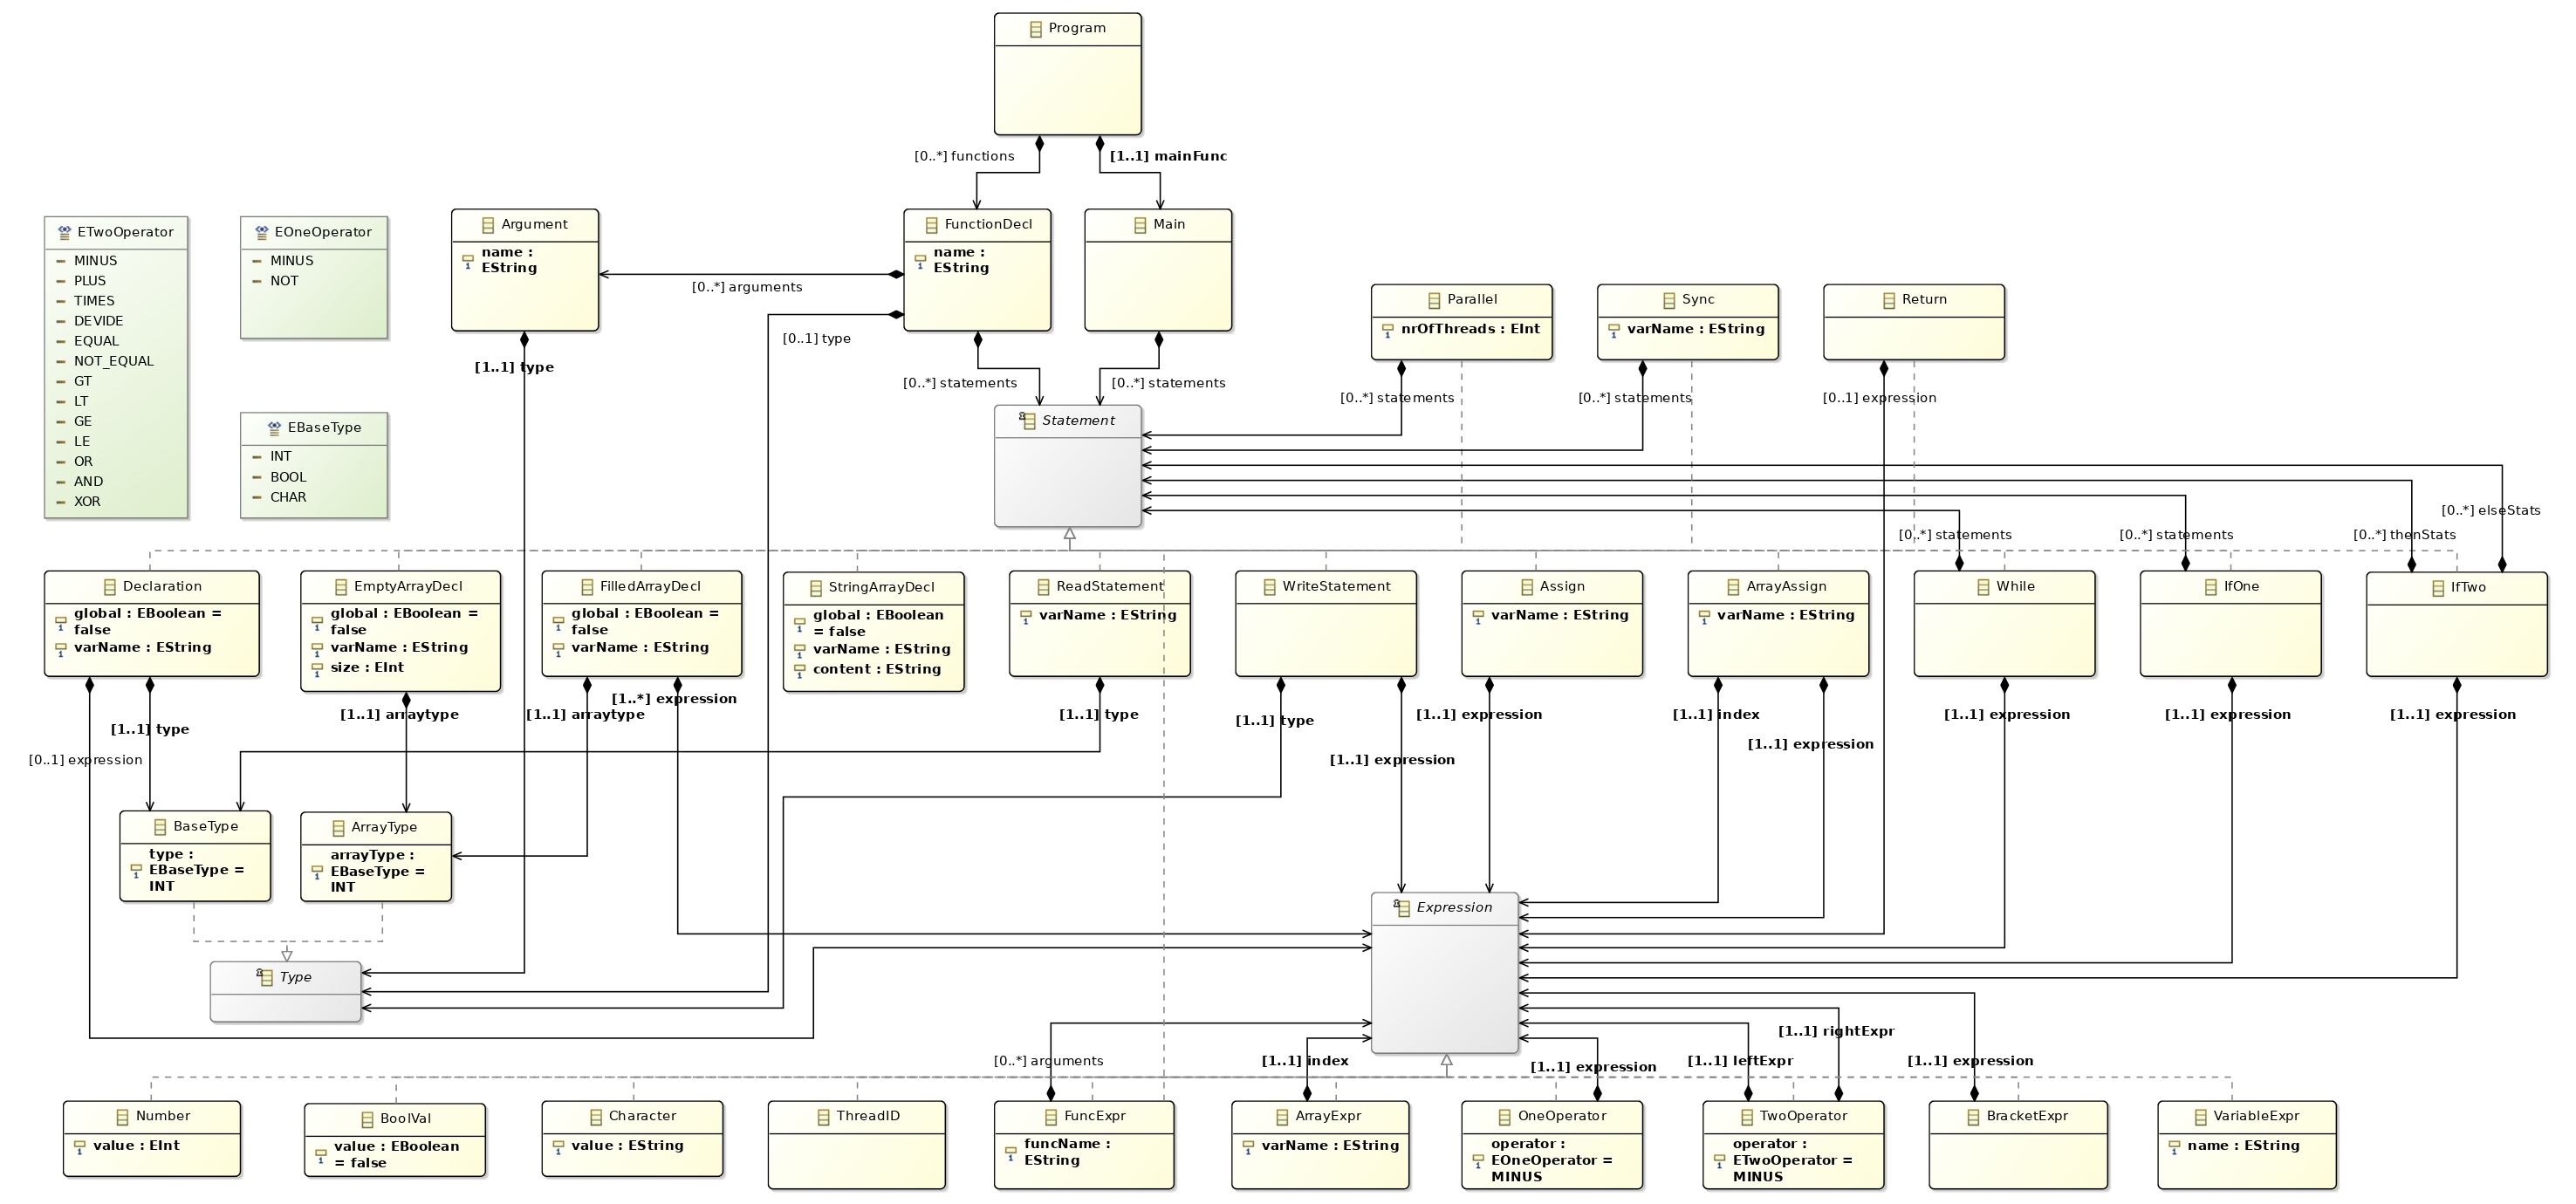 Program
[0..*] functions
[1..1] mainFunc
ETwoOperator
MINUS
PLUS
TIMES
DEVIDE
EQUAL
NOT_EQUAL
GT
LT
GE
LE
OR
AND
XOR
EOneOperator
MINUS
NOT
EBaseType
INT
BOOL
CHAR
Argument
name :
EString
[1..1] type
FunctionDecl
name :
EString
[0..*] arguments
[0..1] type
[0..*] statements
Main
[0..*] statements
Parallel
nrOfThreads : EInt
[0..*] statements
Sync
varName : EString
[0..*] statements
Return
[0..1] expression
Statement
[0..*] statements
[0..*] statements
[0..*] thenStats
[0..*] elseStats
Declaration
global : EBoolean =
false
varName : EString
EmptyArrayDecl
global : EBoolean =
false
varName : EString
size : EInt
FilledArrayDecl
global : EBoolean =
false
varName : EString
StringArrayDecl
global : EBoolean
= false
varName : EString
content : EString
ReadStatement
varName : EString
WriteStatement
Assign
varName : EString
ArrayAssign
varName : EString
While
IfOne
IfTwo
[0..1] expression
[1..1] type
[1..1] arraytype
[1..1] arraytype
[1..*] expression
[1..1] type
[1..1] type
[1..1] expression
[1..1] expression
[1..1] index
[1..1] expression
[1..1] expression
[1..1] expression
[1..1] expression
BaseType
type :
EBaseType =
INT
ArrayType
arrayType :
EBaseType =
INT
Type
Expression
[0..*] arguments
[1..1] index
[1..1] expression
[1..1] leftExpr
[1..1] rightExpr
[1..1] expression
Number
value : EInt
BoolVal
value : EBoolean
= false
Character
value : EString
ThreadID
FuncExpr
funcName :
EString
ArrayExpr
varName : EString
OneOperator
operator :
EOneOperator =
MINUS
TwoOperator
operator :
ETwoOperator =
MINUS
BracketExpr
VariableExpr
name : EString